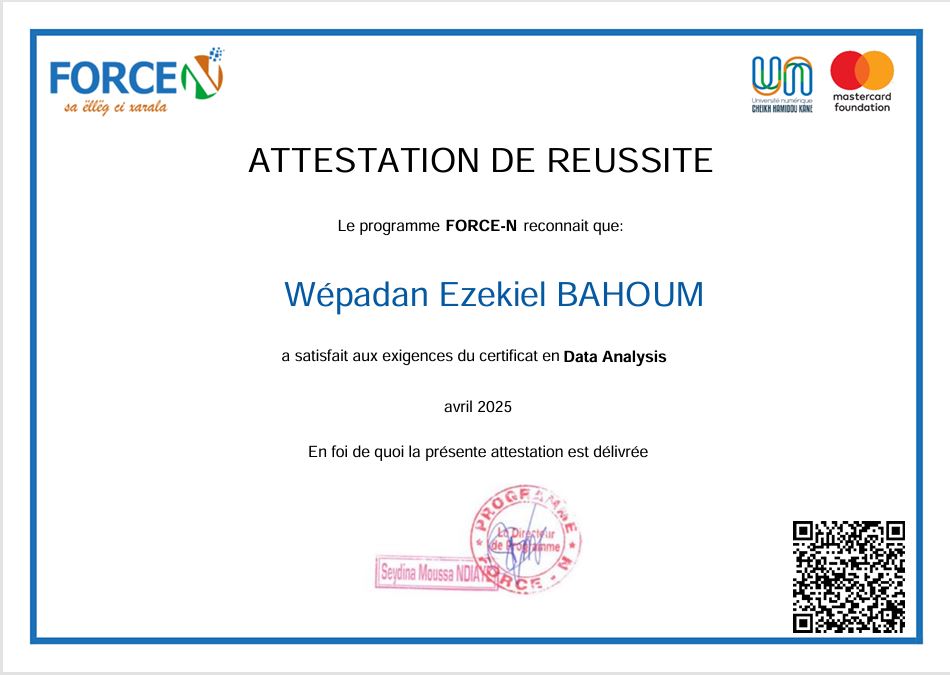 FORCE N
sa ëllëg ci xarala
Université numérique
CHEIKH HAMIDOU KANE
mastercard
foundation
ATTESTATION DE REUSSITE
Le programme FORCE-N reconnait que:
Wépadan Ezekiel BAHOUM
a satisfait aux exigences du certificat en Data Analysis
avril 2025
En foi de quoi la présente attestation est délivrée
PROGRAMME
Le Directeur
de Programme
FORCE - N
Seydina Moussa NDIAYE